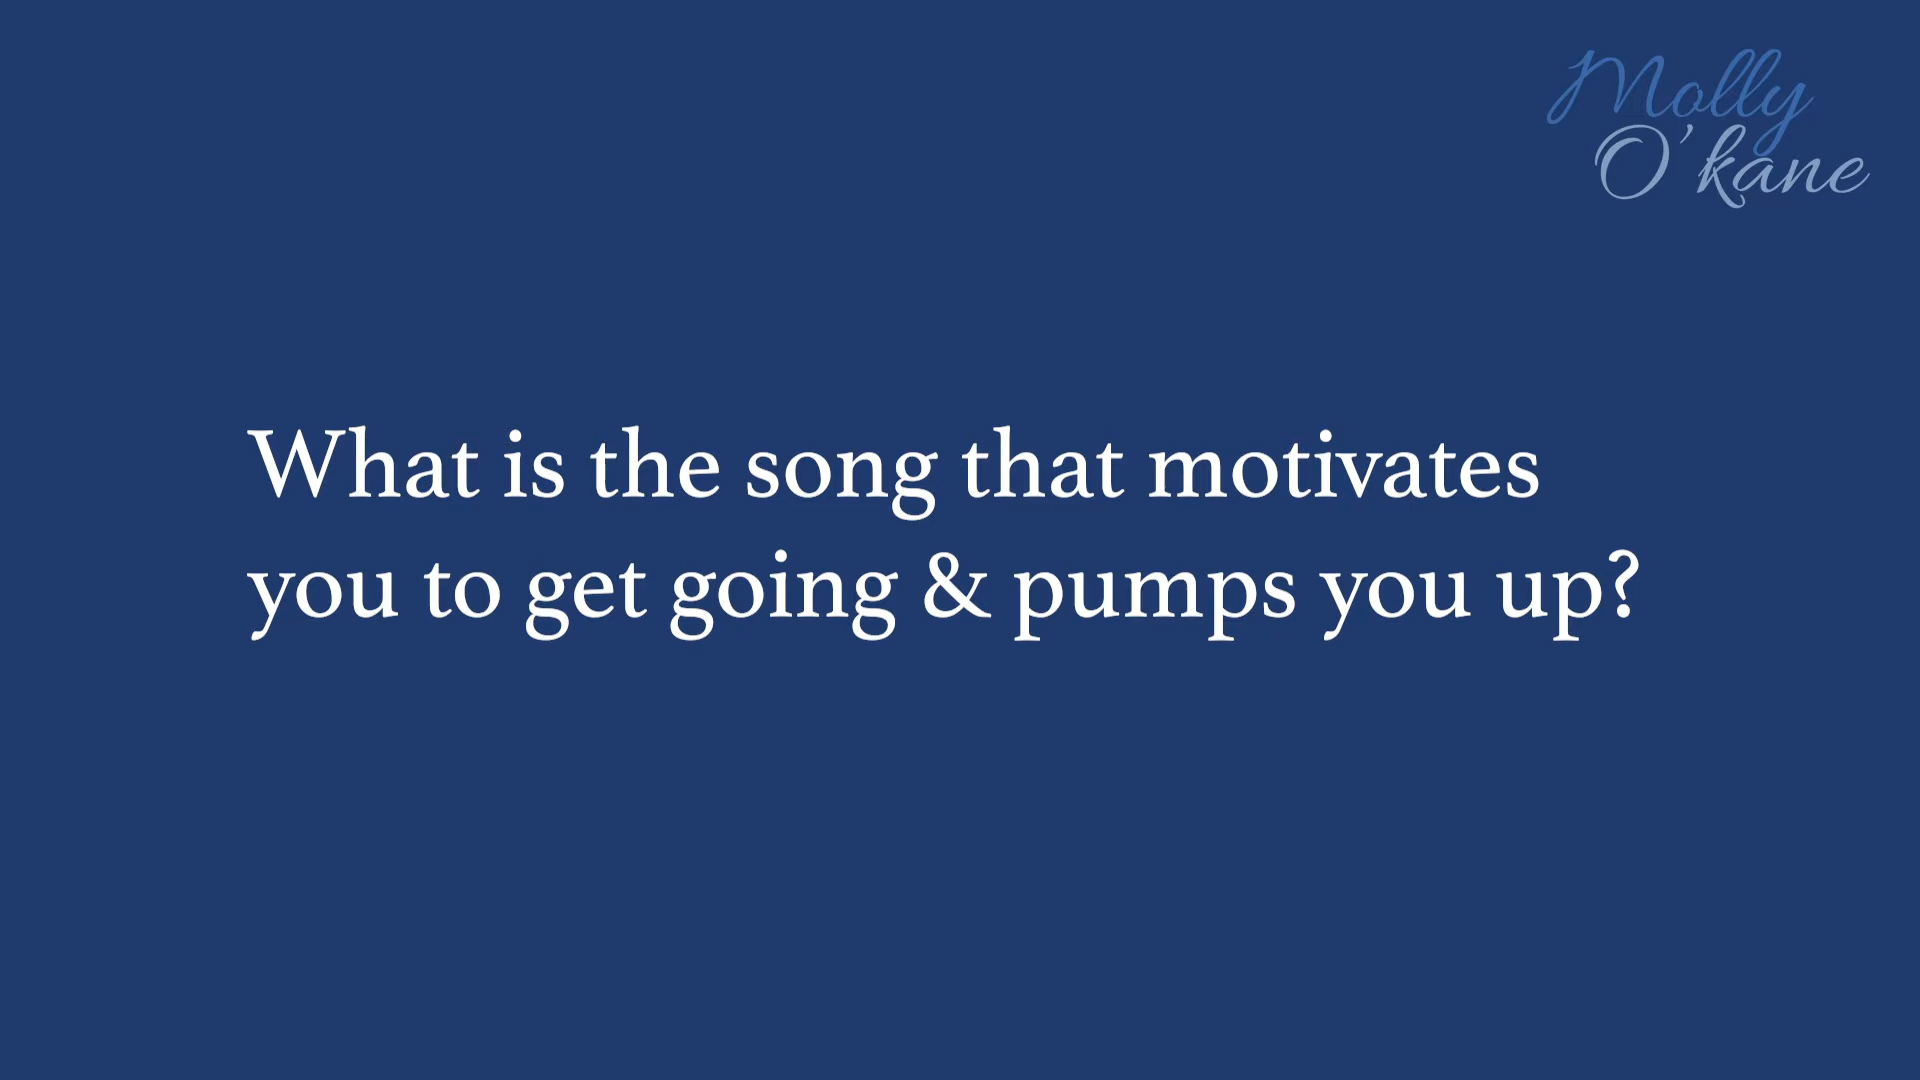 Molly
O'kane
What is the song that motivates
you to get going & pumps you up?